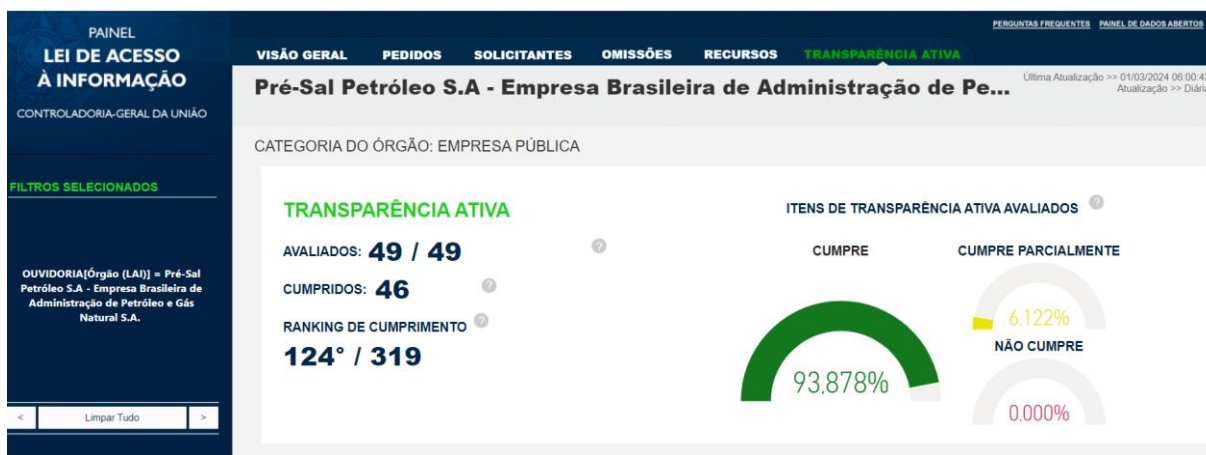 PAINEL
LEI DE ACESSO
À INFORMAÇÃO
CONTROLADORIA-GERAL DA UNIÃO
FILTROS SELECIONADOS
OUVIDORIA[Órgão (LAI)] = Pré-Sal
Petróleo S.A - Empresa Brasileira de
Administração de Petróleo e Gás
Natural S.A.
<
Limpar Tudo
>
PERGUNTAS FREQUENTES PAINEL DE DADOS ABERTOS
VISÃO GERAL PEDIDOS SOLICITANTES OMISSÕES RECURSOS TRANSPARÊNCIA ATIVA
Pré-Sal Petróleo S.A - Empresa Brasileira de Administração de Pe...
Última Atualização >> 01/03/2024 06:00:42
Atualização >> Diária
CATEGORIA DO ÓRGÃO: EMPRESA PÚBLICA
TRANSPARÊNCIA ATIVA
AVALIADOS: 49 / 49 ?
CUMPRIDOS: 46 ?
RANKING DE CUMPRIMENTO ?
124° / 319
ITENS DE TRANSPARÊNCIA ATIVA AVALIADOS ?
CUMPRE
93,878%
CUMPRE PARCIALMENTE
6,122%
NÃO CUMPRE
0,000%